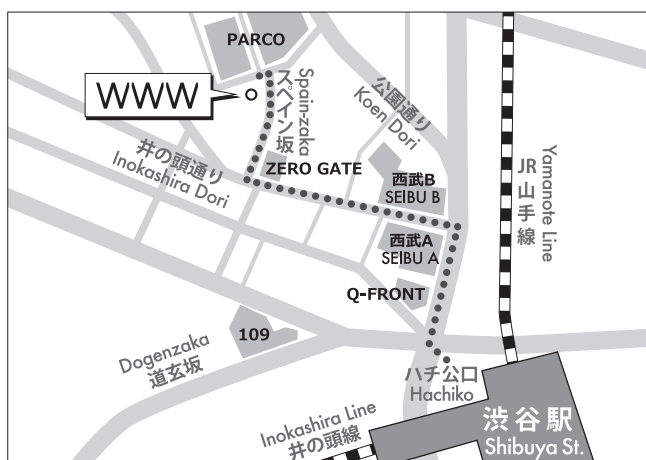 PARCO
WWW
スペイン坂
Spain-zaka
公園通り
Koen Dori
井の頭通り
Inokashira Dori
ZERO GATE
西武B
SEIBU B
西武A
SEIBU A
JR山手線
Yamanote Line
Q-FRONT
109
Dogenzaka
道玄坂
ハチ公口
Hachiko
Inokashira Line
井の頭線
渋谷駅
Shibuya St.